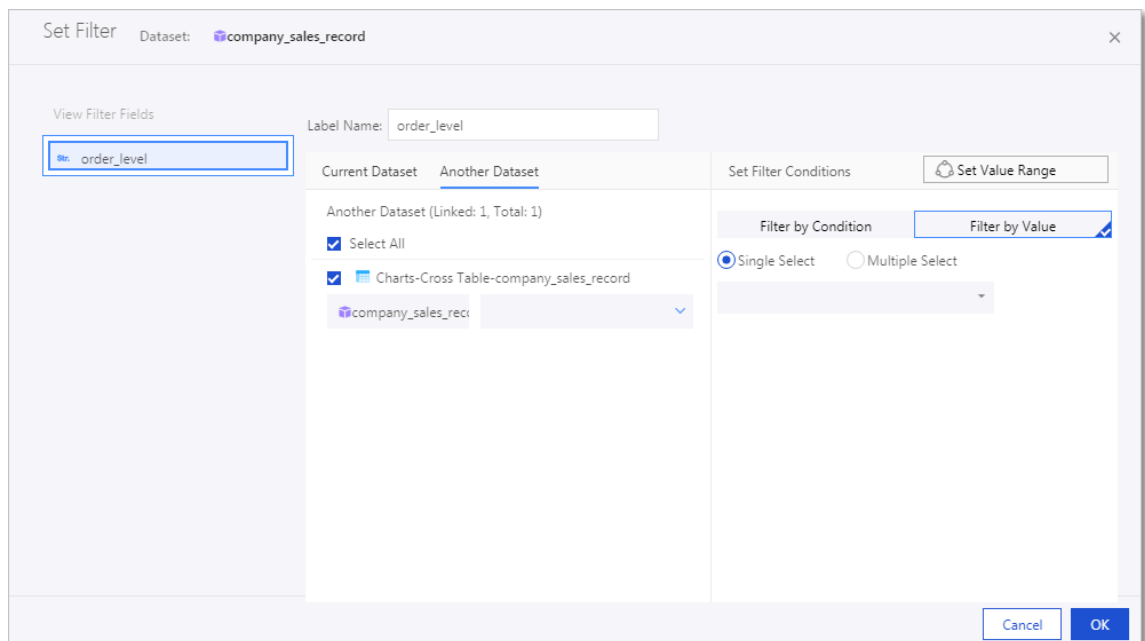 Set Filter Dataset: company_sales_record
View Filter Fields
Str. order_level
Label Name: order_level
Current Dataset Another Dataset
Another Dataset (Linked: 1, Total: 1)
Select All
Charts-Cross Table-company_sales_record
company_sales_rec
Set Filter Conditions Set Value Range
Filter by Condition Filter by Value
Single Select Multiple Select
Cancel OK